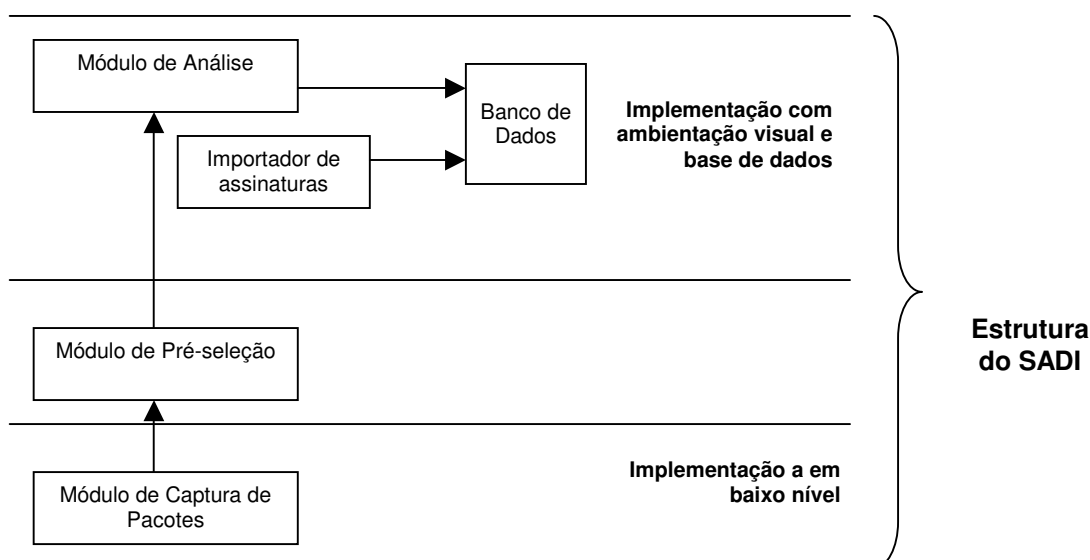 Módulo de Análise
Importador de
assinaturas
Banco de
Dados
Implementação com
ambientação visual e
base de dados
Módulo de Pré-seleção
Estrutura
do SADI
Módulo de Captura de
Pacotes
Implementação a em
baixo nível